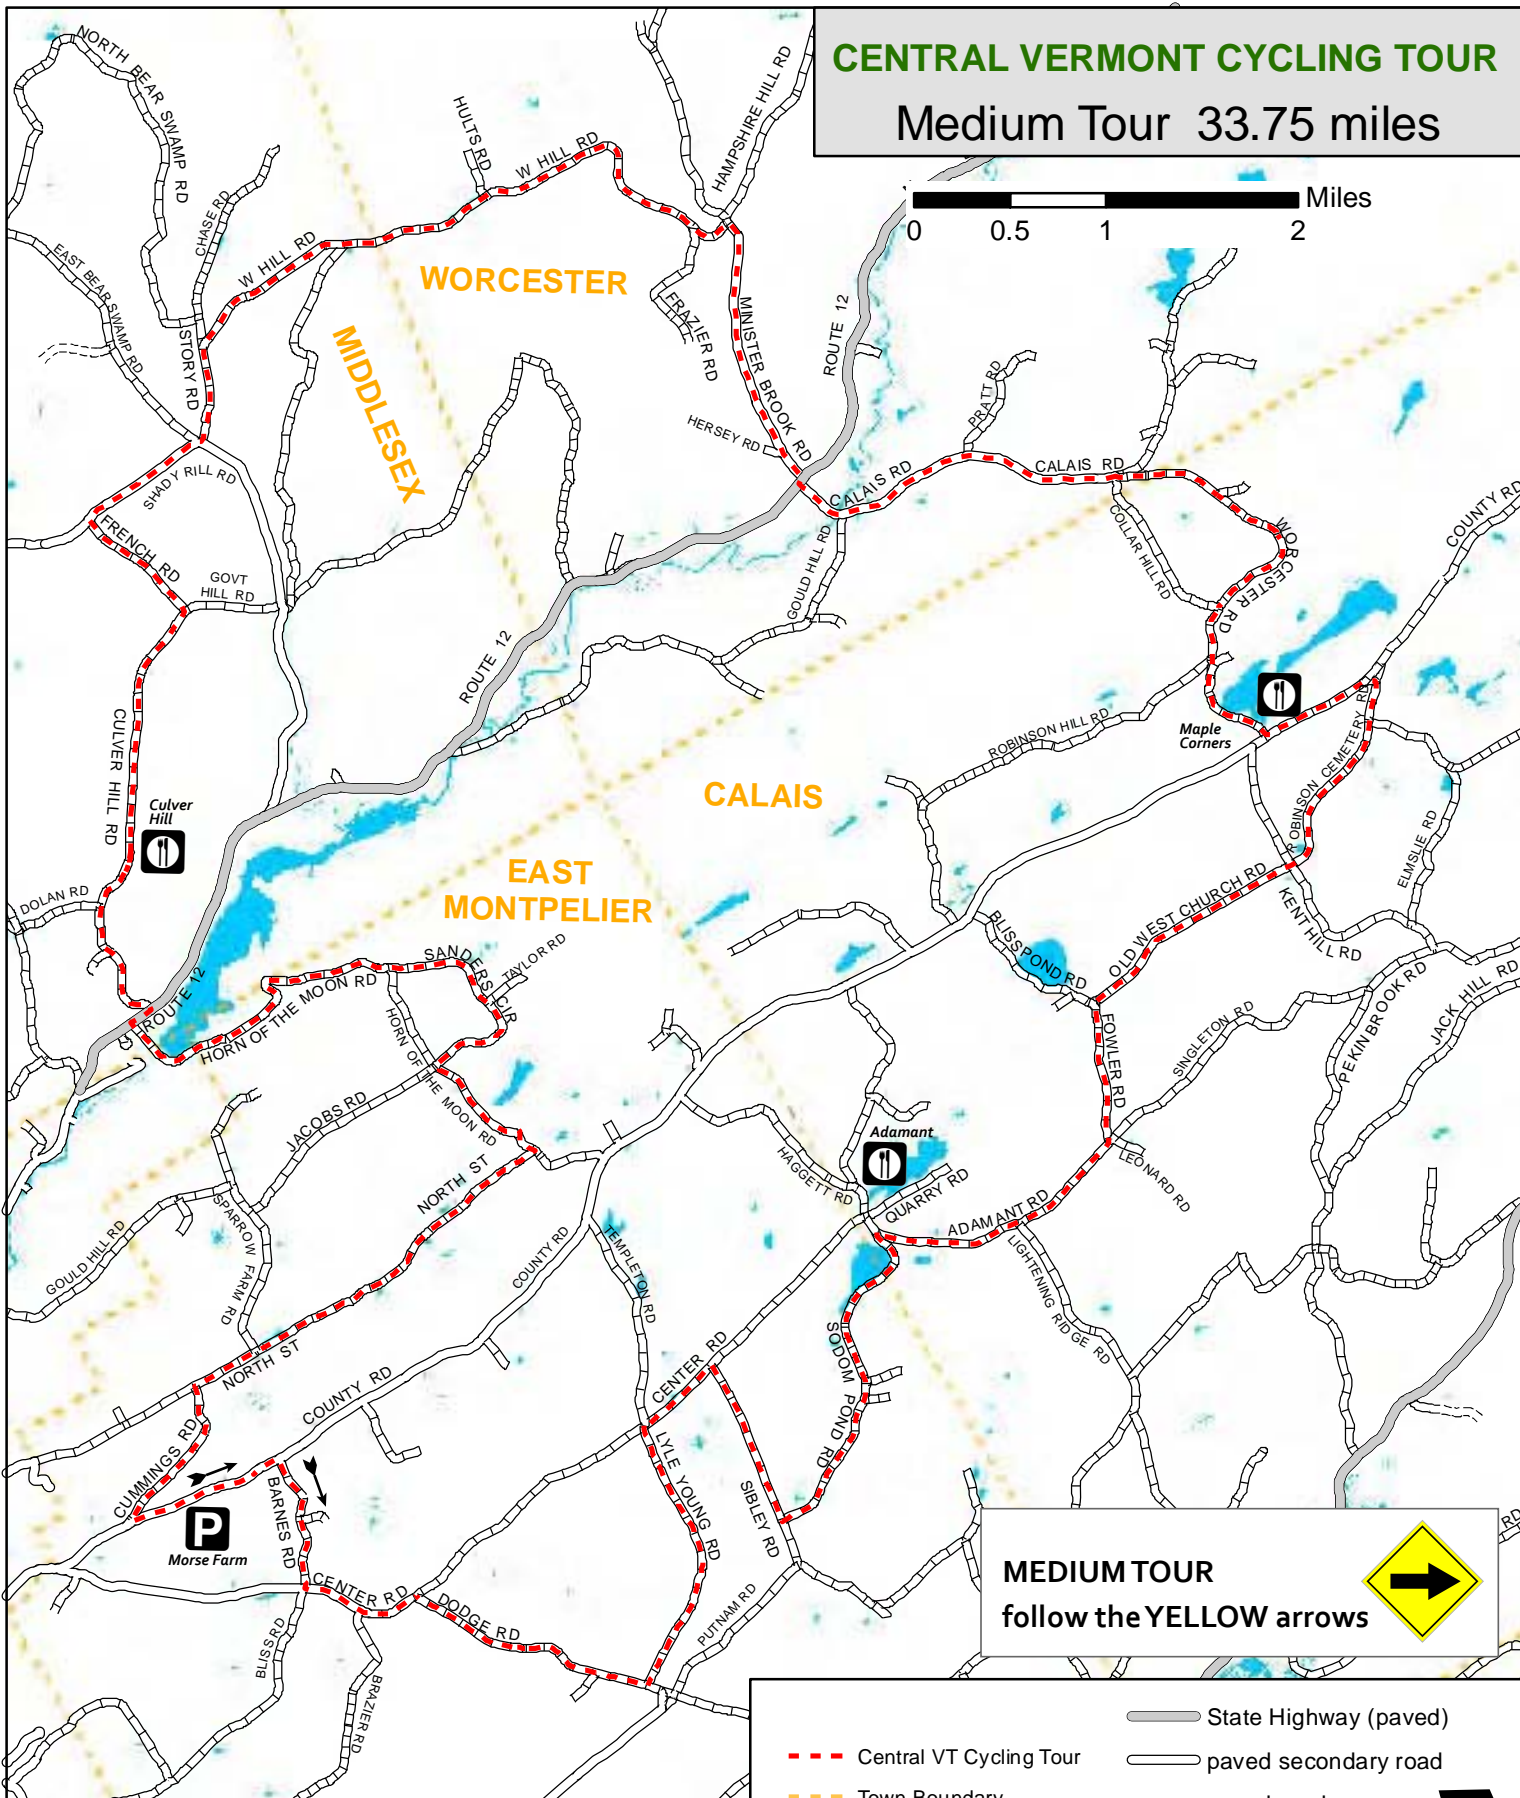 CENTRAL VERMONT CYCLING TOUR
Medium Tour 33.75 miles
Miles
0 0.5 1 2
NORTH BEAR SWAMP RD
HULTS RD
W HILL RD
HAMPSHIRE HILL RD
CHASE RD
EAST BEAR SWAMP RD
W HILL RD
WORCESTER
MIDDLESEX
STORY RD
FRAZIER RD
MINISTER BROOK RD
ROUTE 12
PRATT RD
HERSEY RD
SHADY RILL RD
CALAIS RD
CALAIS RD
COLLAR HILL RD
WORCESTER RD
COUNTY RD
FRENCH RD
GOVT
HILL RD
GOULD HILL RD
ROUTE 12
CULVER HILL RD
Culver
Hill
ROBINSON HILL RD
Maple
Corners
ROBINSON CEMETERY RD
CALAIS
EAST
MONTPELIER
ELMSLIE RD
DOLAN RD
OLD WEST CHURCH RD
KENT HILL RD
BLISS POND RD
SANDERS CIR
TAYLOR RD
ROUTE 12
HORN OF THE MOON RD
HORN OF THE MOON RD
FOWLER RD
SINGLETON RD
PEKINBROOK RD
JACK HILL RD
JACOBS RD
Adamant
HAGGETT RD
QUARRY RD
LEONARD RD
NORTH ST
ADAMANT RD
SPARROW FARM RD
GOULD HILL RD
COUNTY RD
TEMPLETON RD
LIGHTENING RIDGE RD
SODOM POND RD
CENTER RD
NORTH ST
COUNTY RD
CUMMINGS RD
LYLE YOUNG RD
SIBLEY RD
BARNES RD
P
Morse Farm
CENTER RD
DODGE RD
PUTNAM RD
BLISS RD
BRAZIER RD
RD
MEDIUM TOUR
follow the YELLOW arrows
State Highway (paved)
Central VT Cycling Tour
paved secondary road
Town Boundary